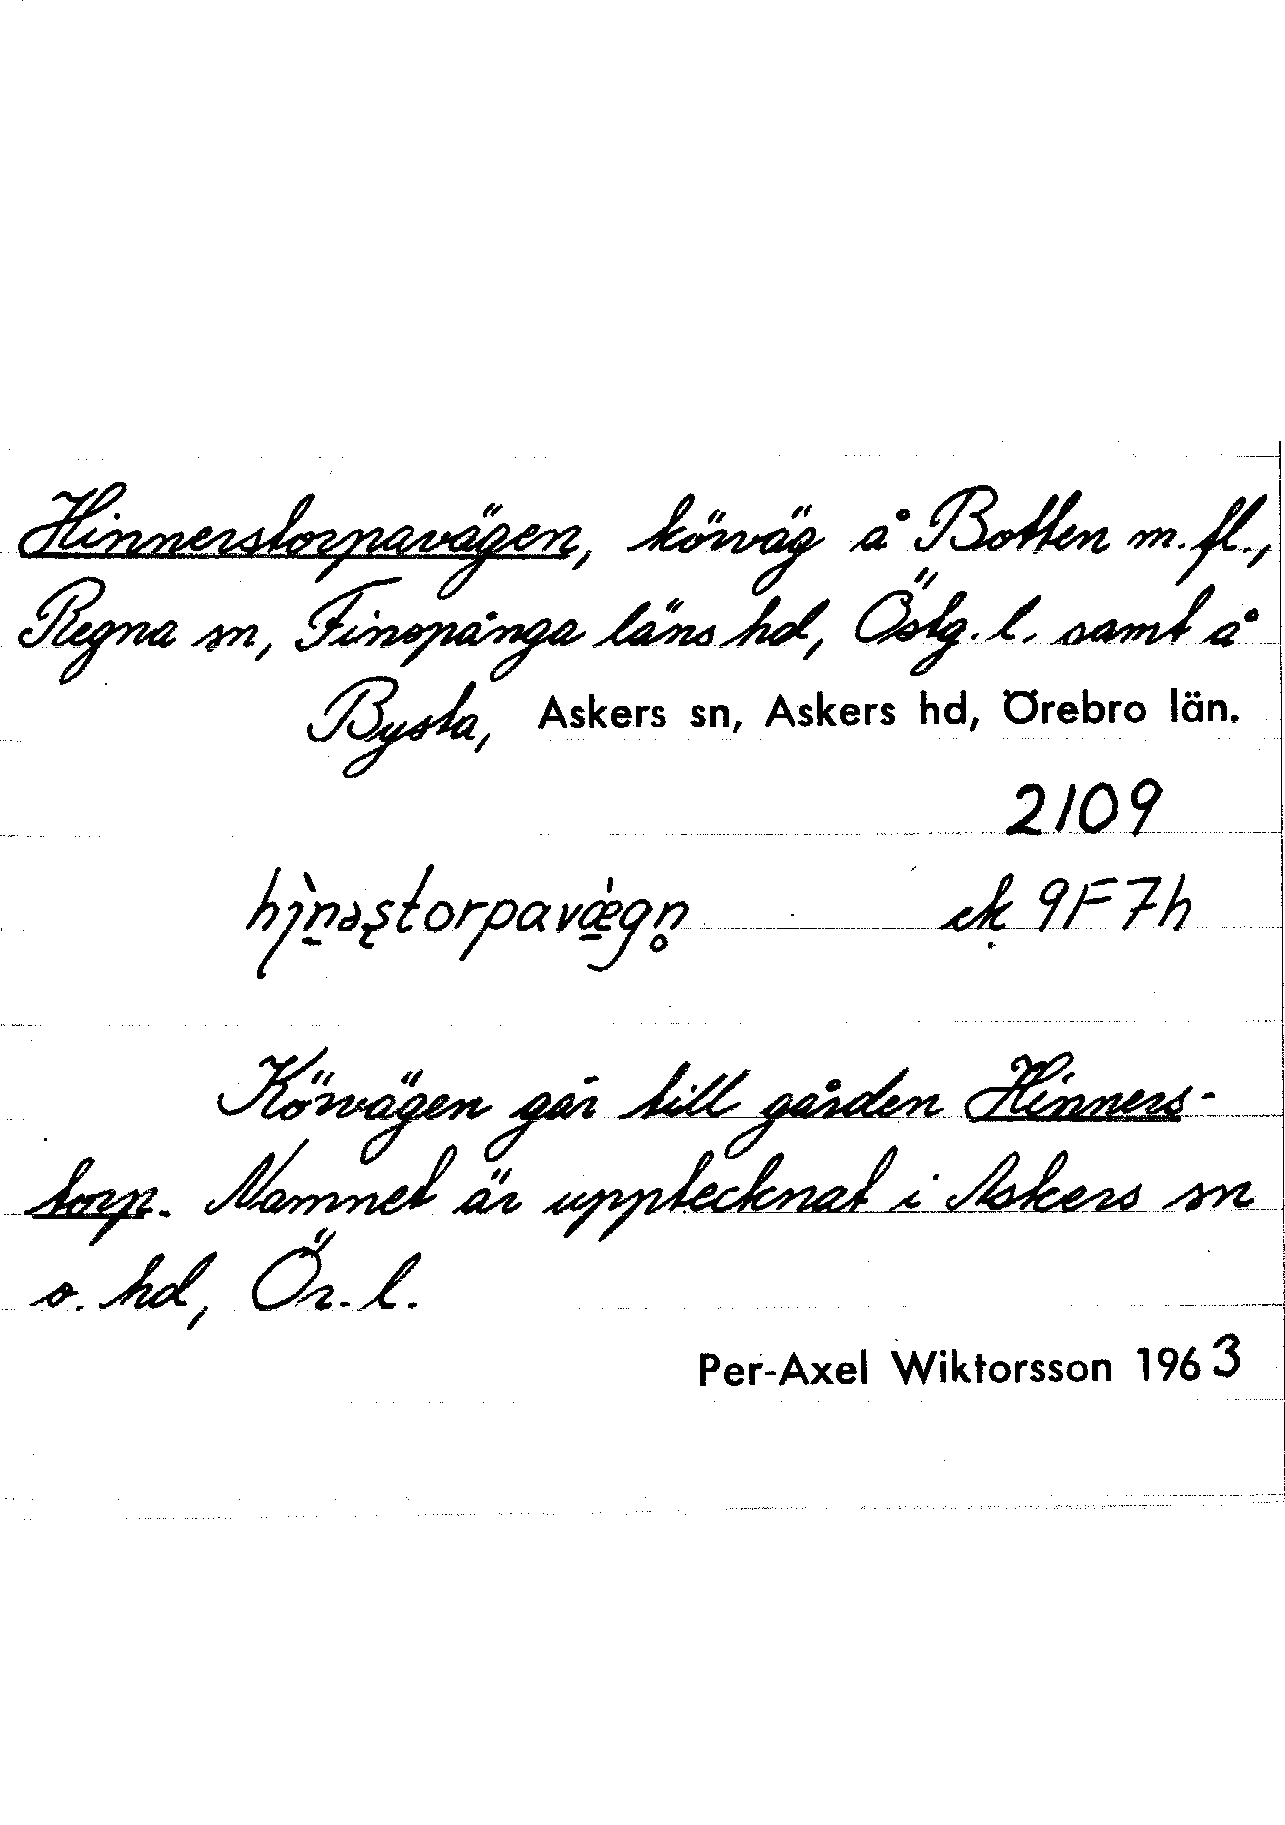 Hinnerstorpavägen, körväg å Botten m.fl.,
Regna sn, Finspånga läns hd, Östg. l. samt å
Bysta, Askers sn, Askers hd, Örebro län.
2109
ek 9F7h
Körvägen går till gården Hinners-
torp. Namnet är upptecknat i Askers sn
o. hd, Ör. l.
Per-Axel Wiktorsson 1963